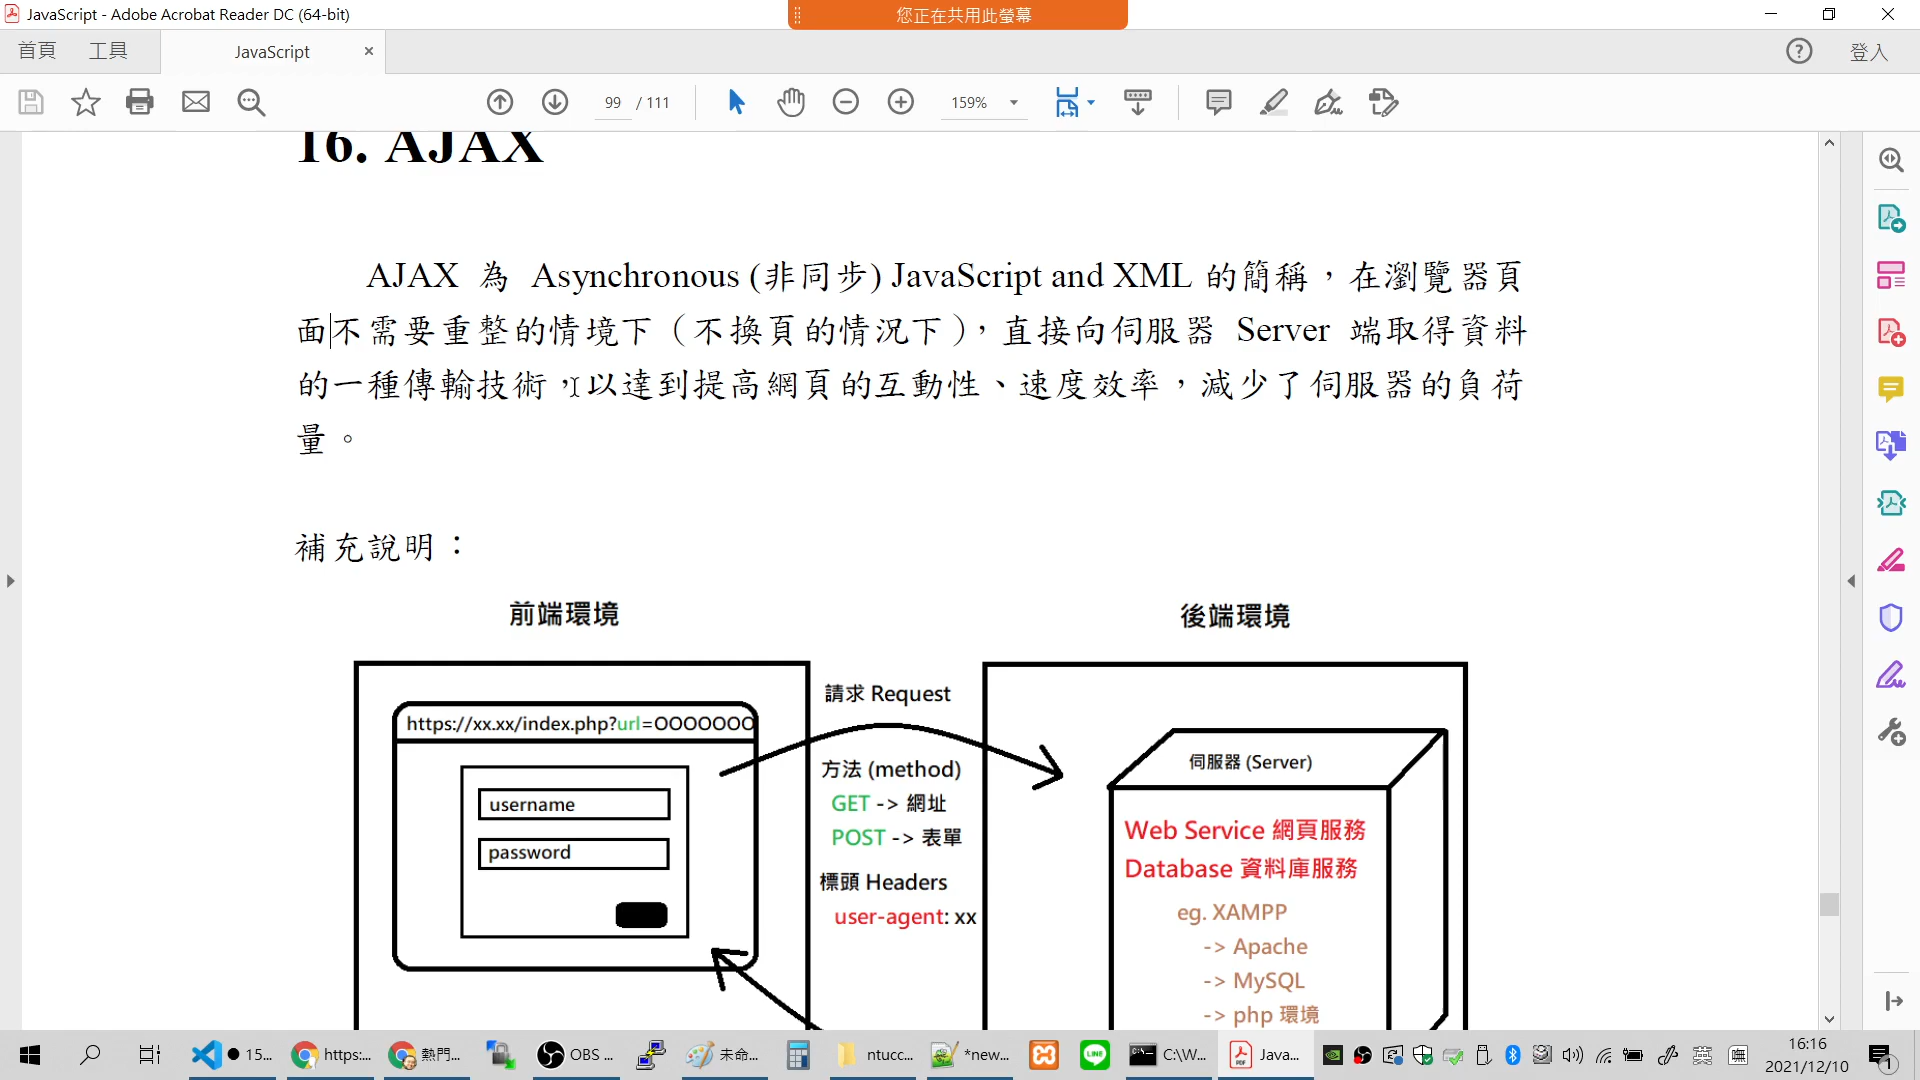 JavaScript - Adobe Acrobat Reader DC (64-bit)
您正在共用此螢幕
首頁
工具
JavaScript
登入
99 / 111
159%
16. AJAX
AJAX 為 Asynchronous (非同步) JavaScript and XML 的簡稱，在瀏覽器頁
面不需要重整的情境下（不換頁的情況下），直接向伺服器 Server 端取得資料
的一種傳輸技術，以達到提高網頁的互動性、速度效率，減少了伺服器的負荷
量。
補充說明：
前端環境
後端環境
https://xx.xx/index.php?url=OOOOOOO
username
password
請求 Request
方法 (method)
GET -> 網址
POST -> 表單
標頭 Headers
user-agent: xx
伺服器 (Server)
Web Service 網頁服務
Database 資料庫服務
eg. XAMPP
-> Apache
-> MySQL
-> php 環境
● 15...
https:...
熱門...
OBS ...
未命...
ntucc...
*new...
C:\W...
Java...
英
16:16
2021/12/10
1